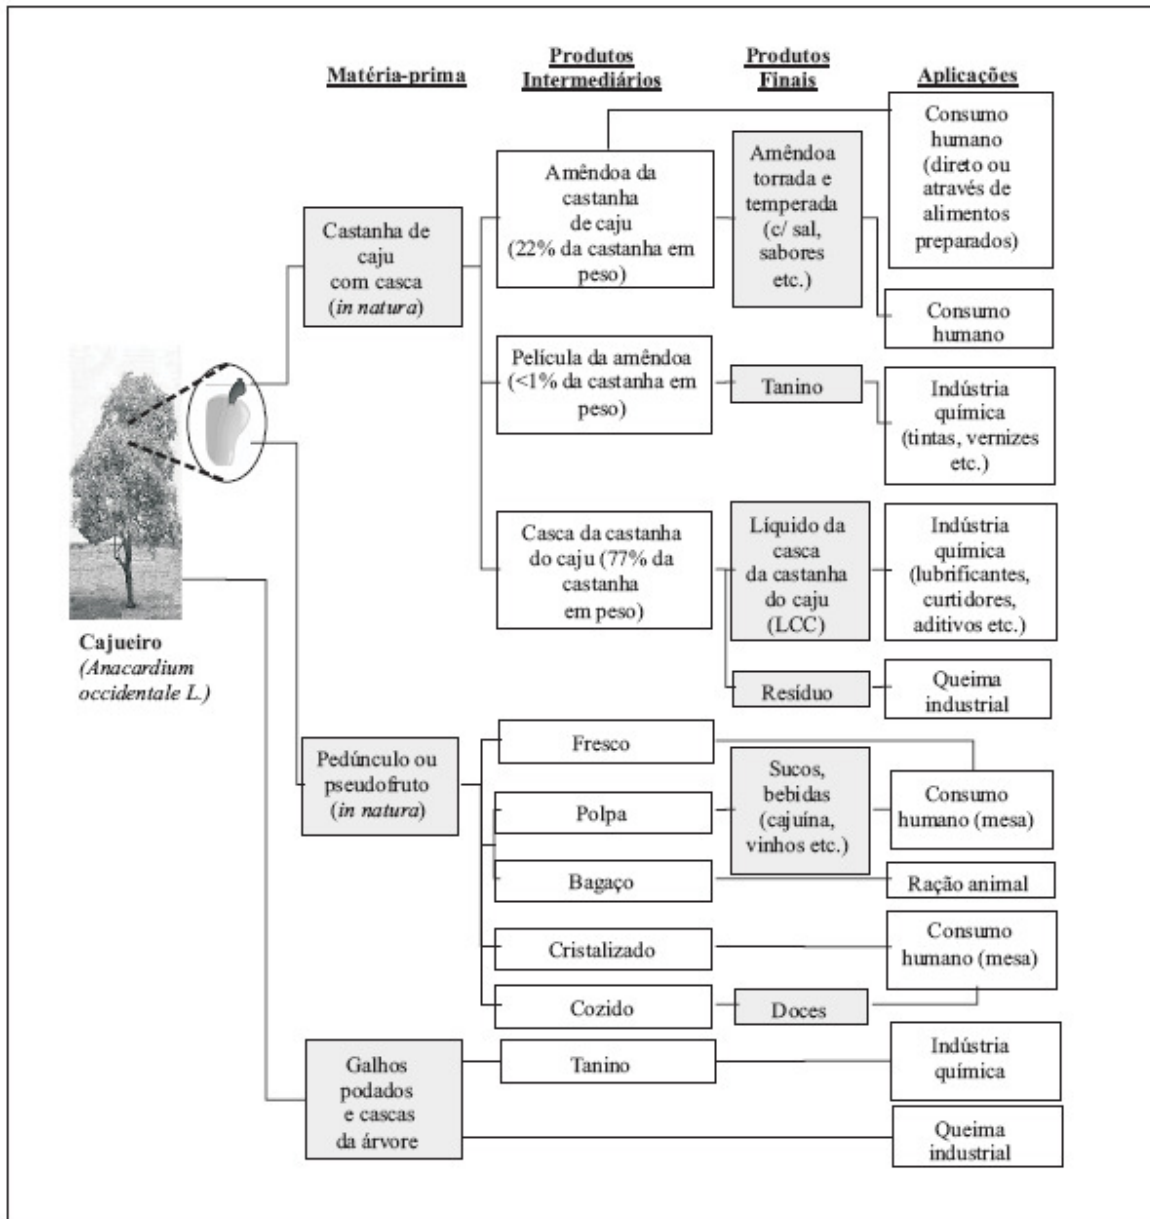 Matéria-prima
Produtos
Intermediários
Produtos
Finais
Aplicações
Castanha de
caju
com casca
(in natura)
Amêndoa da
castanha
de caju
(22% da castanha em
peso)
Amêndoa
torrada e
temperada
(c/ sal,
sabores
etc.)
Consumo
humano
(direto ou
através de
alimentos
preparados)
Consumo
humano
Película da amêndoa
(<1% da castanha em
peso)
Tanino
Indústria
química
(tintas, vernizes
etc.)
Casca da castanha
do caju (77% da
castanha
em peso)
Líquido da
casca
da castanha
do caju
(LCC)
Indústria
química
(lubrificantes,
curtidores,
aditivos etc.)
Resíduo
Queima
industrial
Cajueiro
(Anacardium
occidentale L.)
Pedúnculo ou
pseudofruto
(in natura)
Fresco
Polpa
Sucos,
bebidas
(cajuína,
vinhos etc.)
Consumo
humano (mesa)
Bagaço
Ração animal
Cristalizado
Consumo
humano (mesa)
Cozido
Doces
Galhos
podados
e cascas
da árvore
Tanino
Indústria
química
Queima
industrial